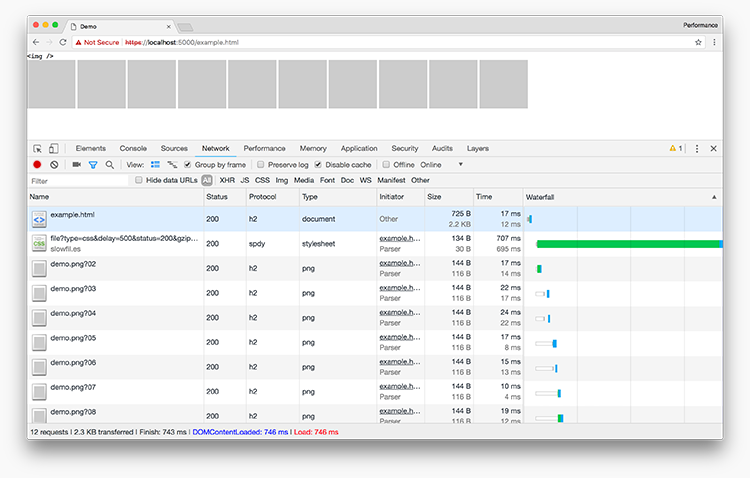 Demo
Performance
Not Secure https://localhost:5000/example.html
<img />
Elements Console Sources Network Performance Memory Application Security Audits Layers 1
View: Group by frame Preserve log Disable cache Offline Online
Filter Hide data URLs All XHR JS CSS Img Media Font Doc WS Manifest Other
Name Status Protocol Type Initiator Size Time Waterfall
example.html 200 h2 document Other 725 B 17 ms
2.2 KB 12 ms
file?type=css&delay=500&status=200&gzip... 200 spdy stylesheet example.h... 134 B 707 ms
slowfil.es Parser 30 B 695 ms
demo.png?02 200 h2 png example.h... 144 B 17 ms
Parser 116 B 14 ms
demo.png?03 200 h2 png example.h... 144 B 22 ms
Parser 116 B 17 ms
demo.png?04 200 h2 png example.h... 144 B 24 ms
Parser 116 B 22 ms
demo.png?05 200 h2 png example.h... 144 B 17 ms
Parser 116 B 8 ms
demo.png?06 200 h2 png example.h... 144 B 15 ms
Parser 116 B 13 ms
demo.png?07 200 h2 png example.h... 144 B 10 ms
Parser 116 B 4 ms
demo.png?08 200 h2 png example.h... 144 B 19 ms
Parser 116 B 12 ms
12 requests | 2.3 KB transferred | Finish: 743 ms | DOMContentLoaded: 746 ms | Load: 746 ms